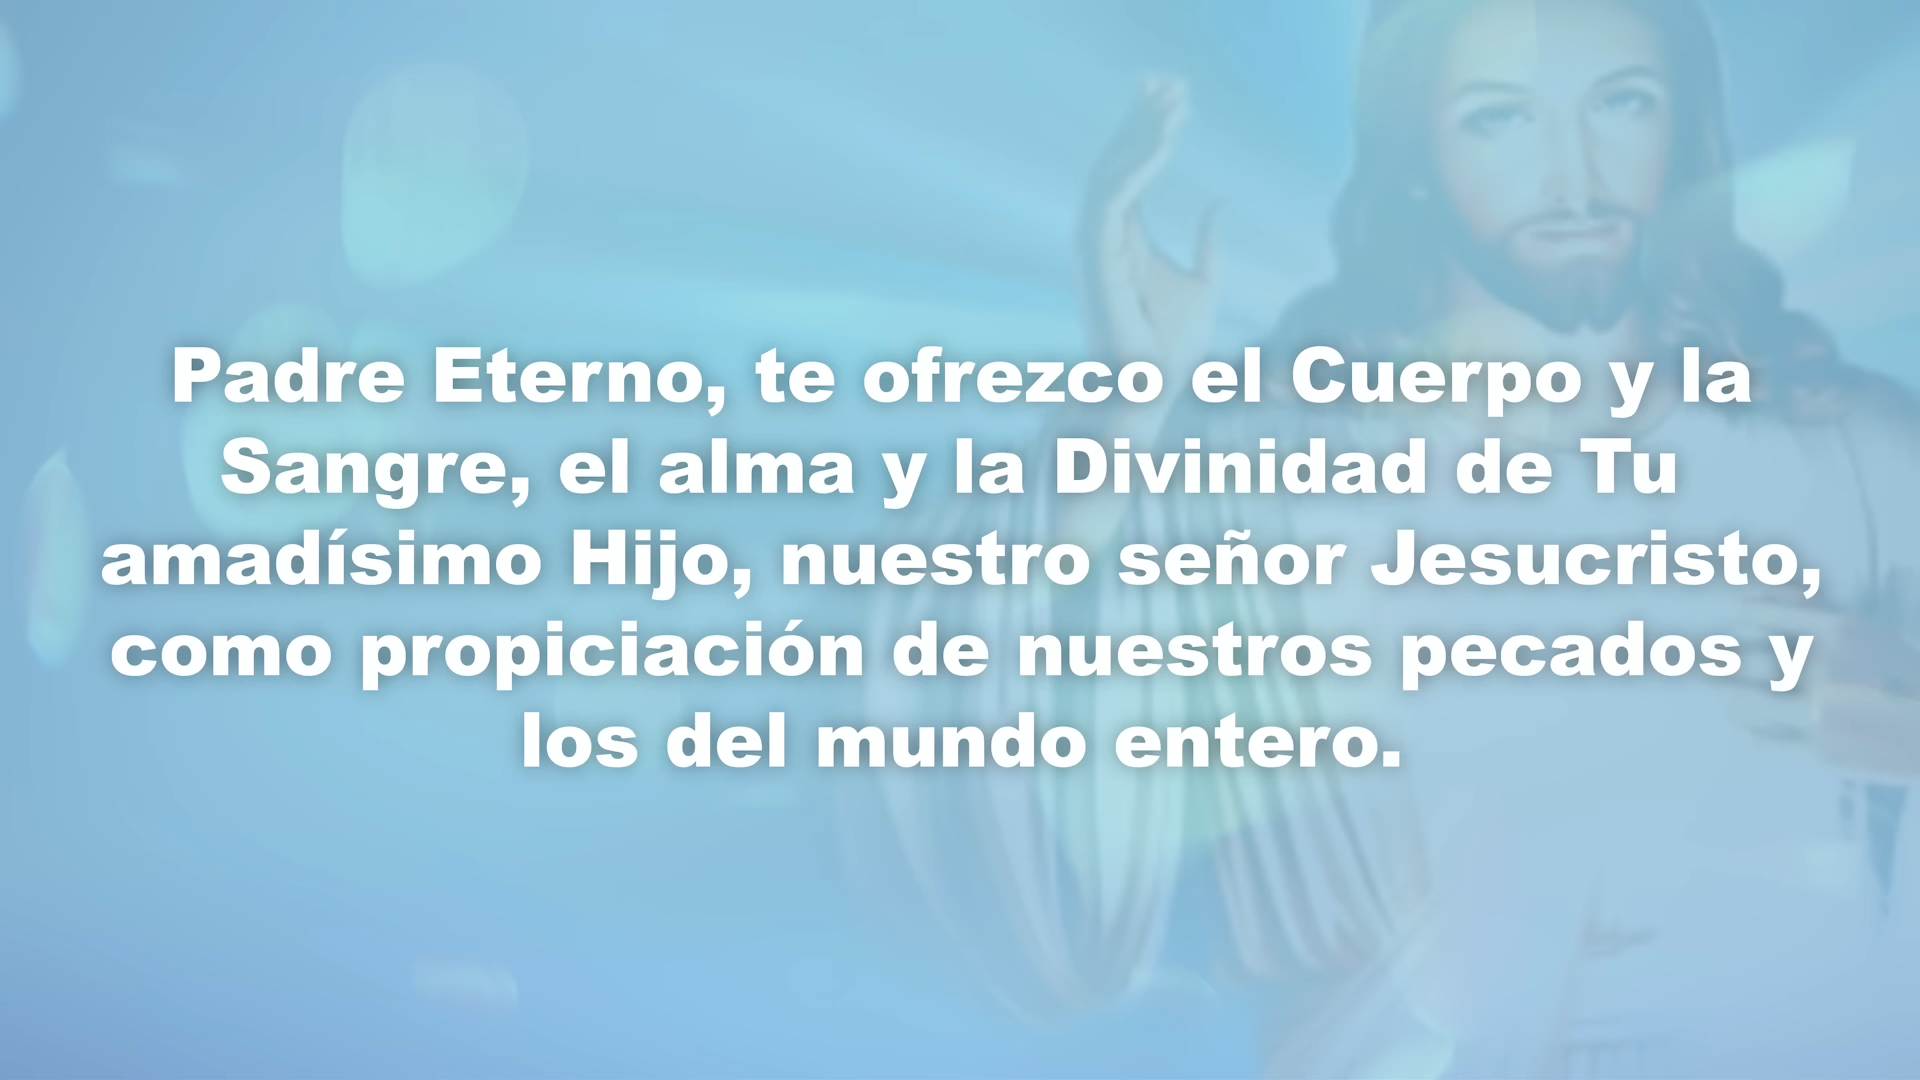 Padre Eterno, te ofrezco el Cuerpo y la
Sangre, el alma y la Divinidad de Tu
amadísimo Hijo, nuestro señor Jesucristo,
como propiciación de nuestros pecados y
los del mundo entero.